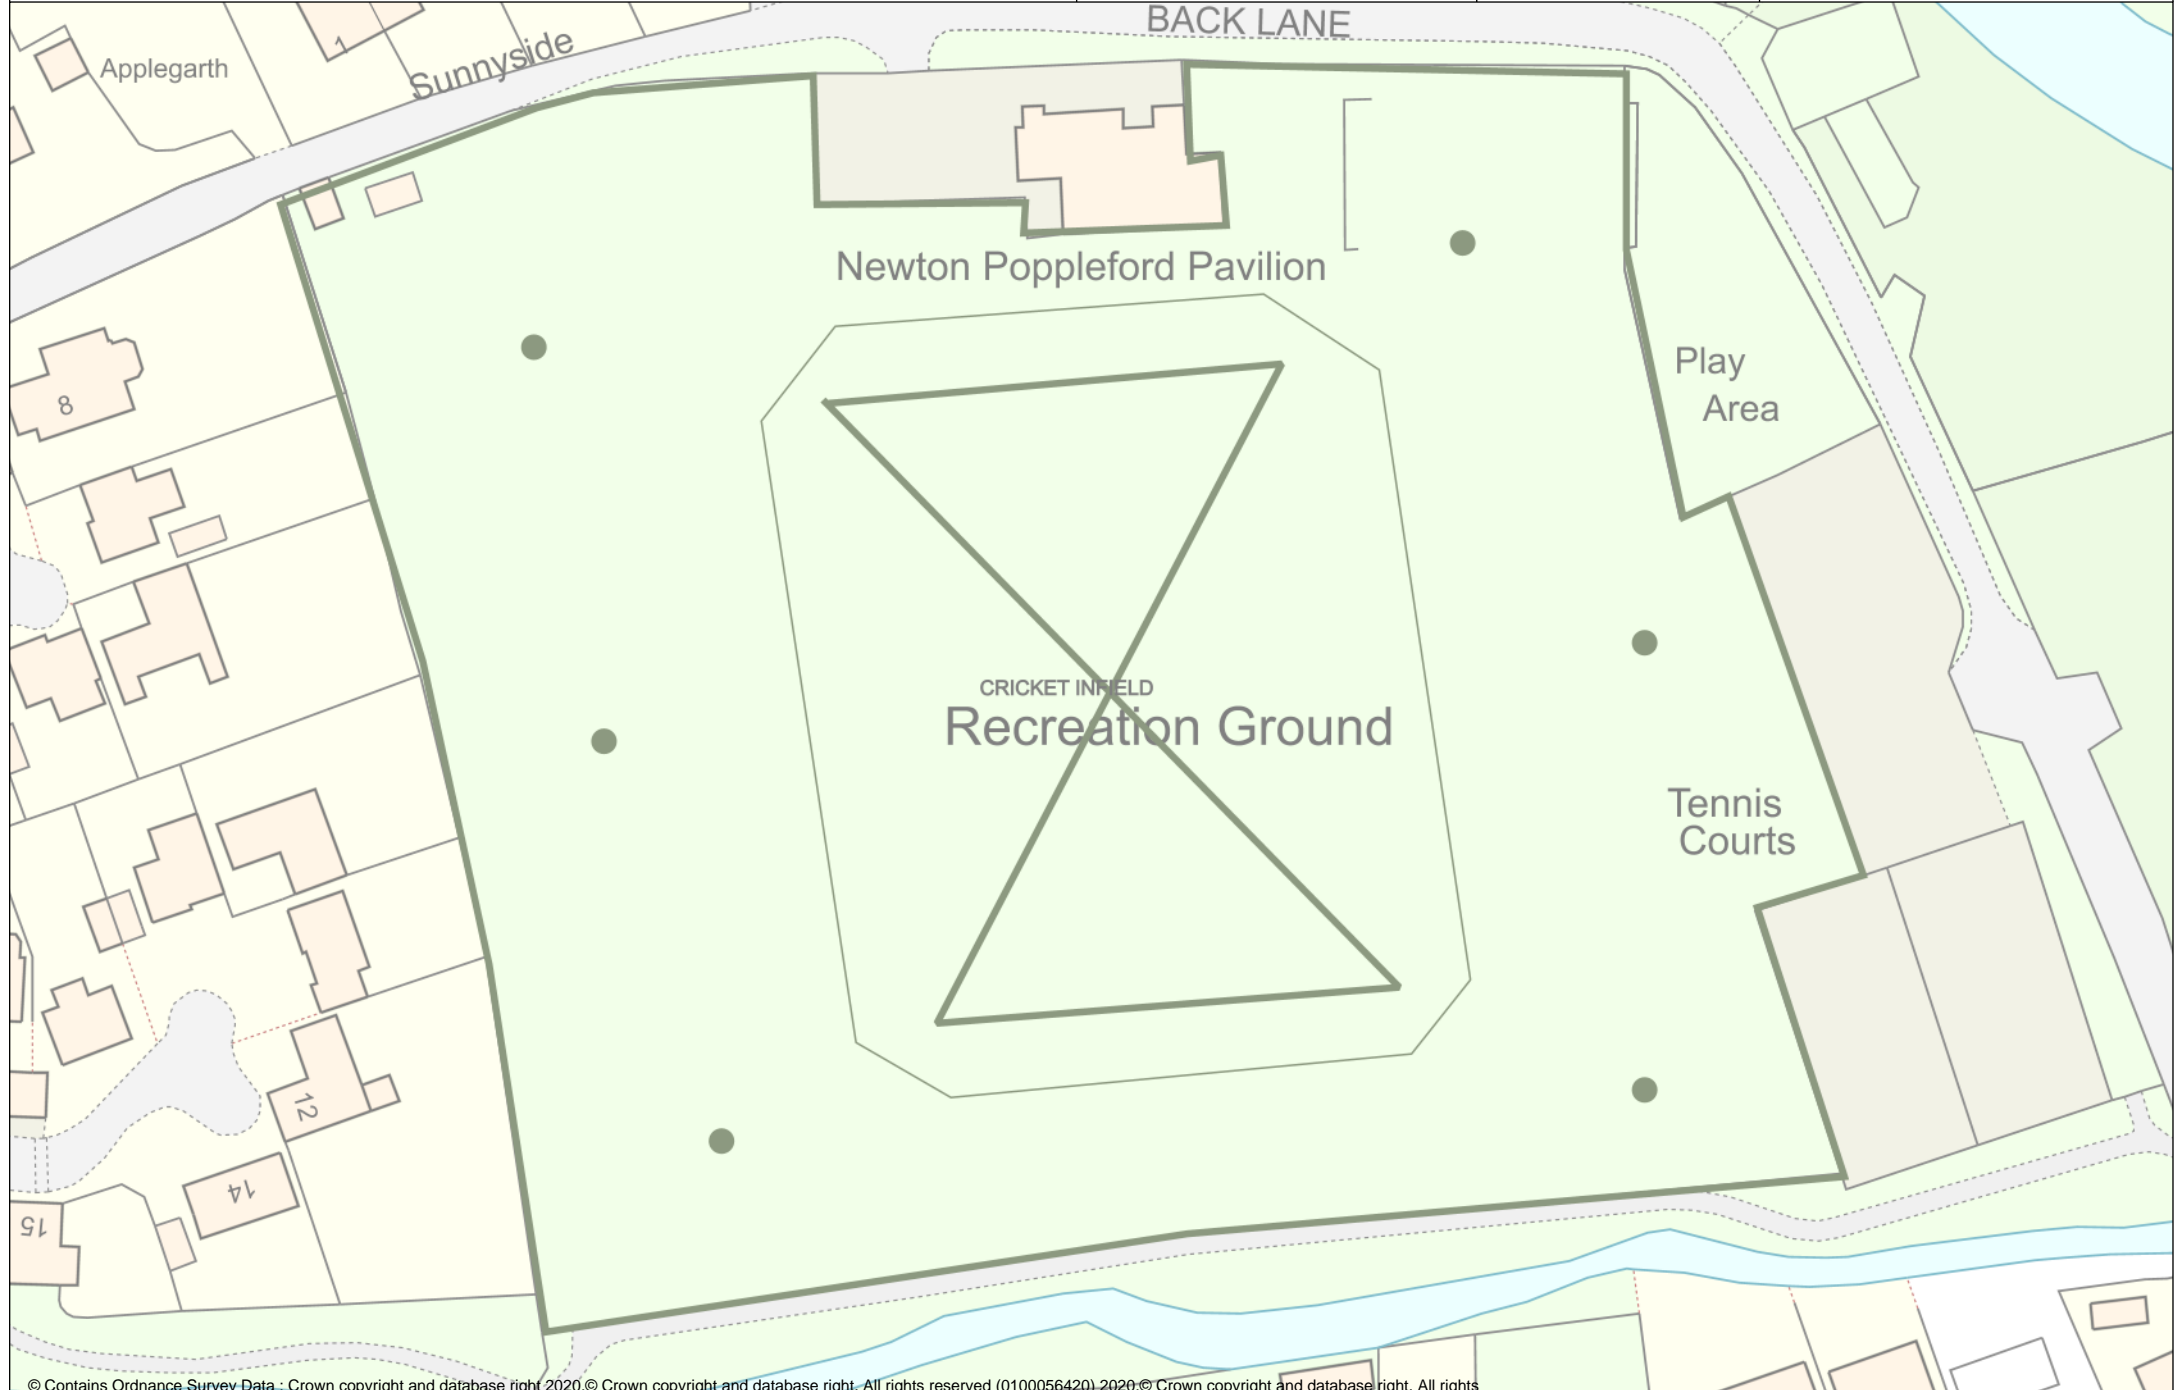 BACK LANE
1
Sunnyside
Applegarth
Newton Poppleford Pavilion
Play
Area
8
CRICKET INFIELD
Recreation Ground
Tennis
Courts
12
14
15
© Contains Ordnance Survey Data : Crown copyright and database right 2020.© Crown copyright and database right. All rights reserved (0100056420) 2020.© Crown copyright and database right. All rights